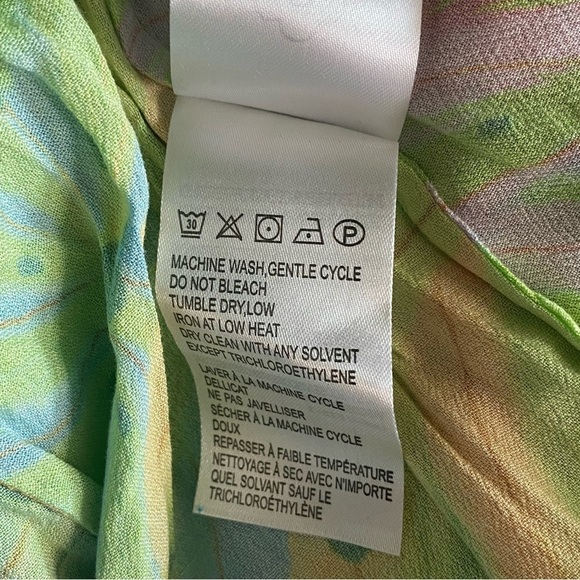 30 P
MACHINE WASH,GENTLE CYCLE
DO NOT BLEACH
TUMBLE DRY,LOW
IRON AT LOW HEAT
DRY CLEAN WITH ANY SOLVENT
EXCEPT TRICHLOROETHYLENE
LAVER À LA MACHINE CYCLE
DELLICAT
NE PAS JAVELLISER
SÉCHER À LA MACHINE CYCLE
DOUX
REPASSER À FAIBLE TEMPÉRATURE
NETTOYAGE À SEC AVEC N'IMPORTE
QUEL SOLVANT SAUF LE
TRICHLOROÉTHYLÈNE